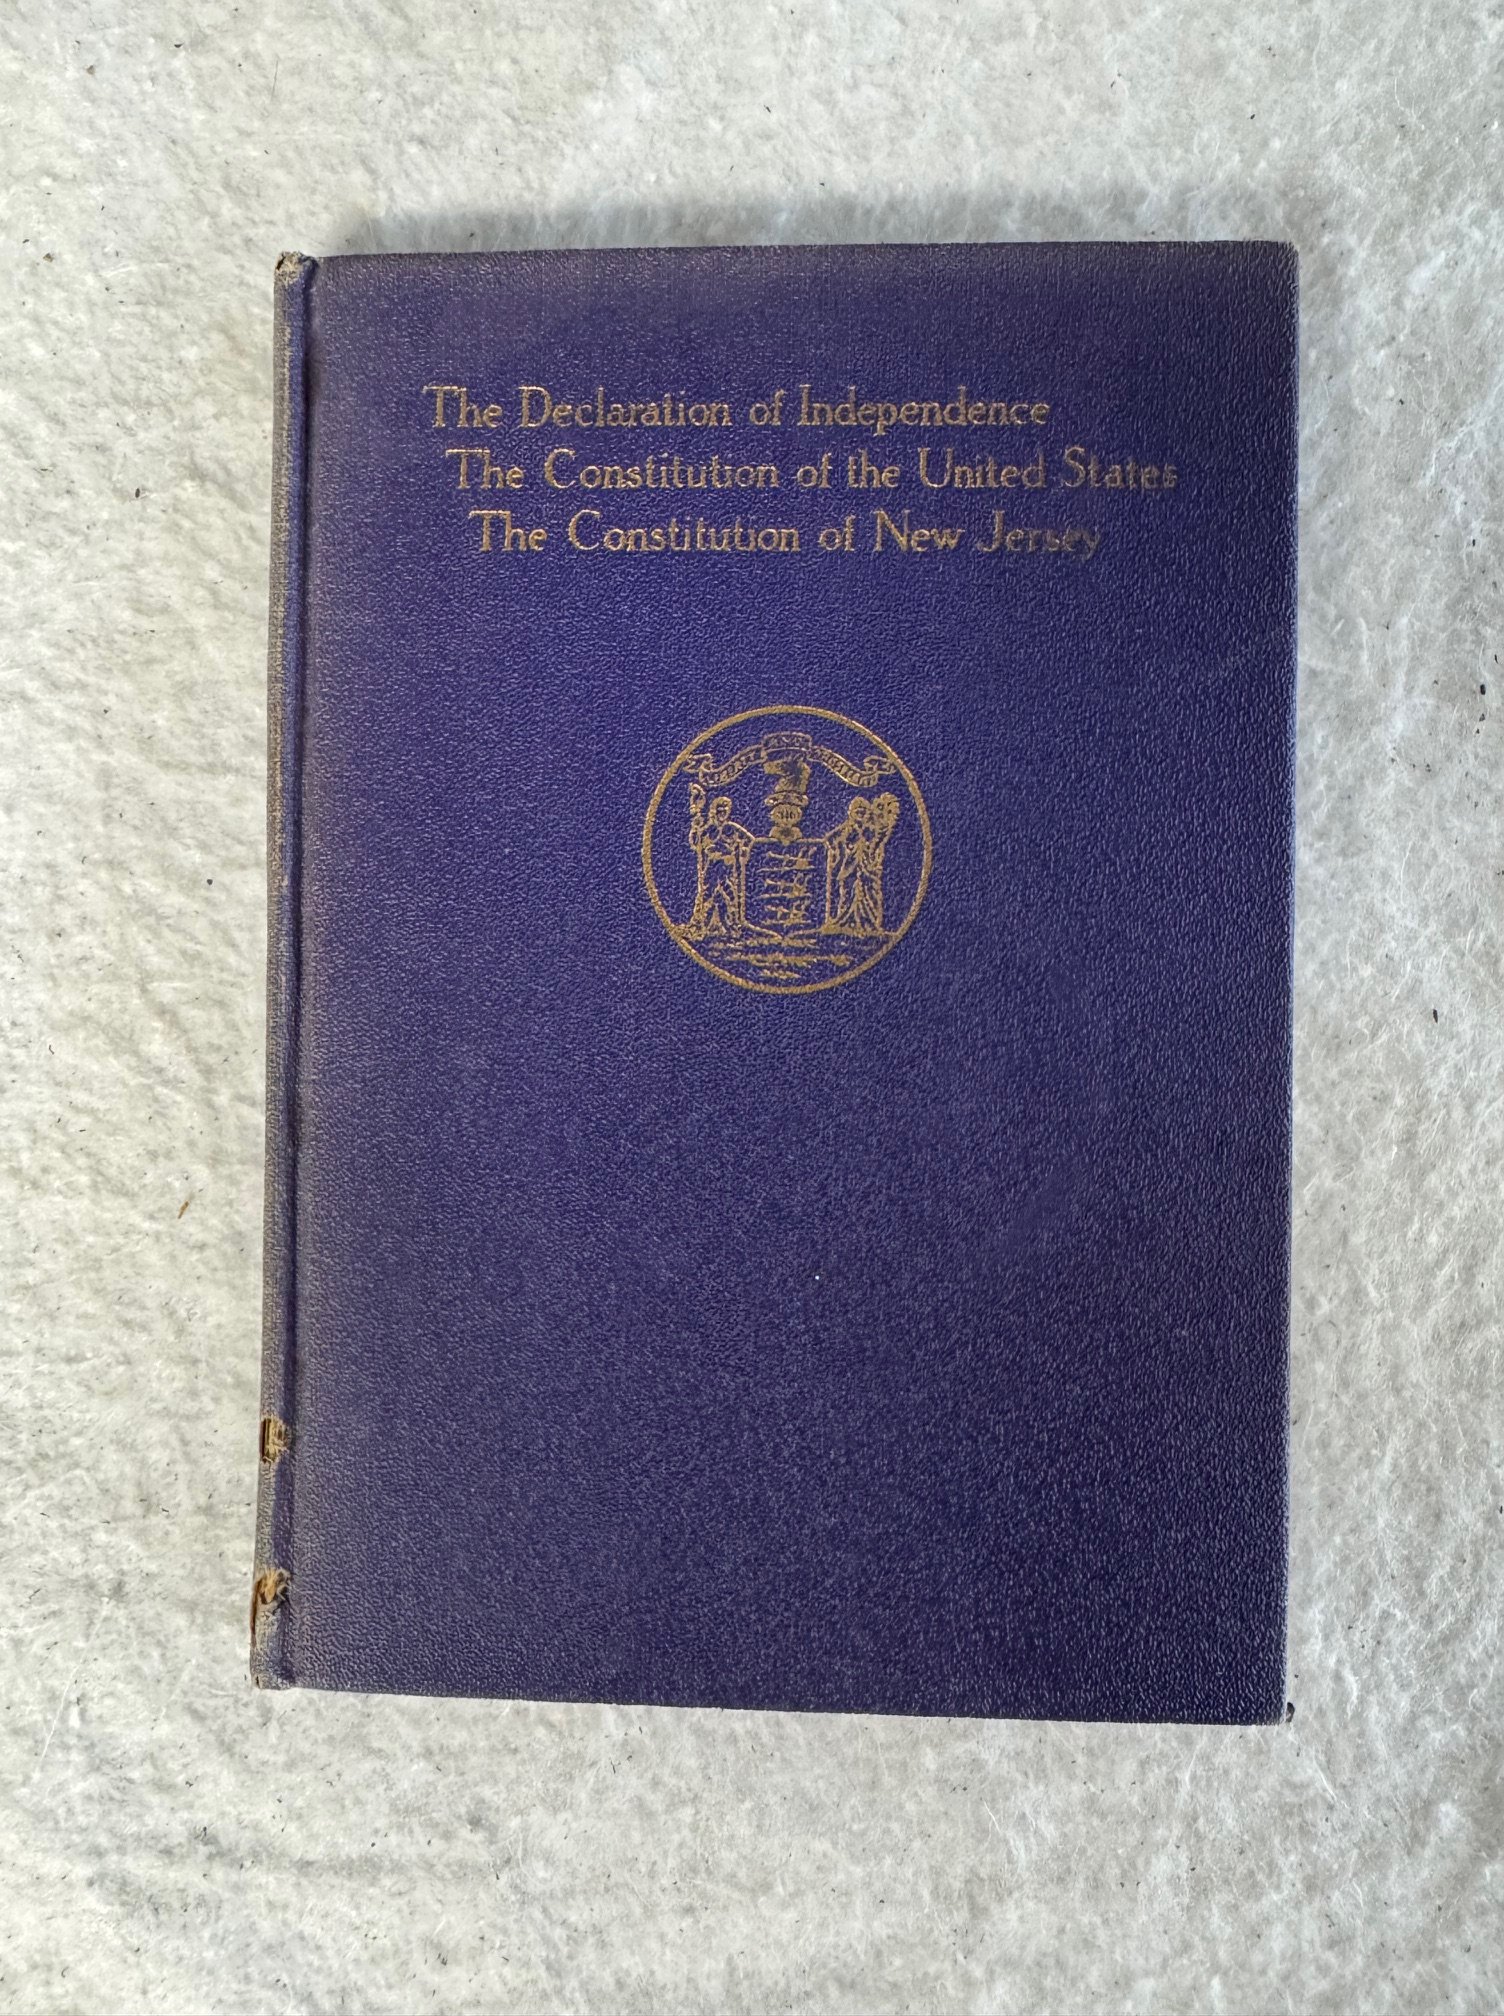 The Declaration of Independence
The Constitution of the United States
The Constitution of New Jersey